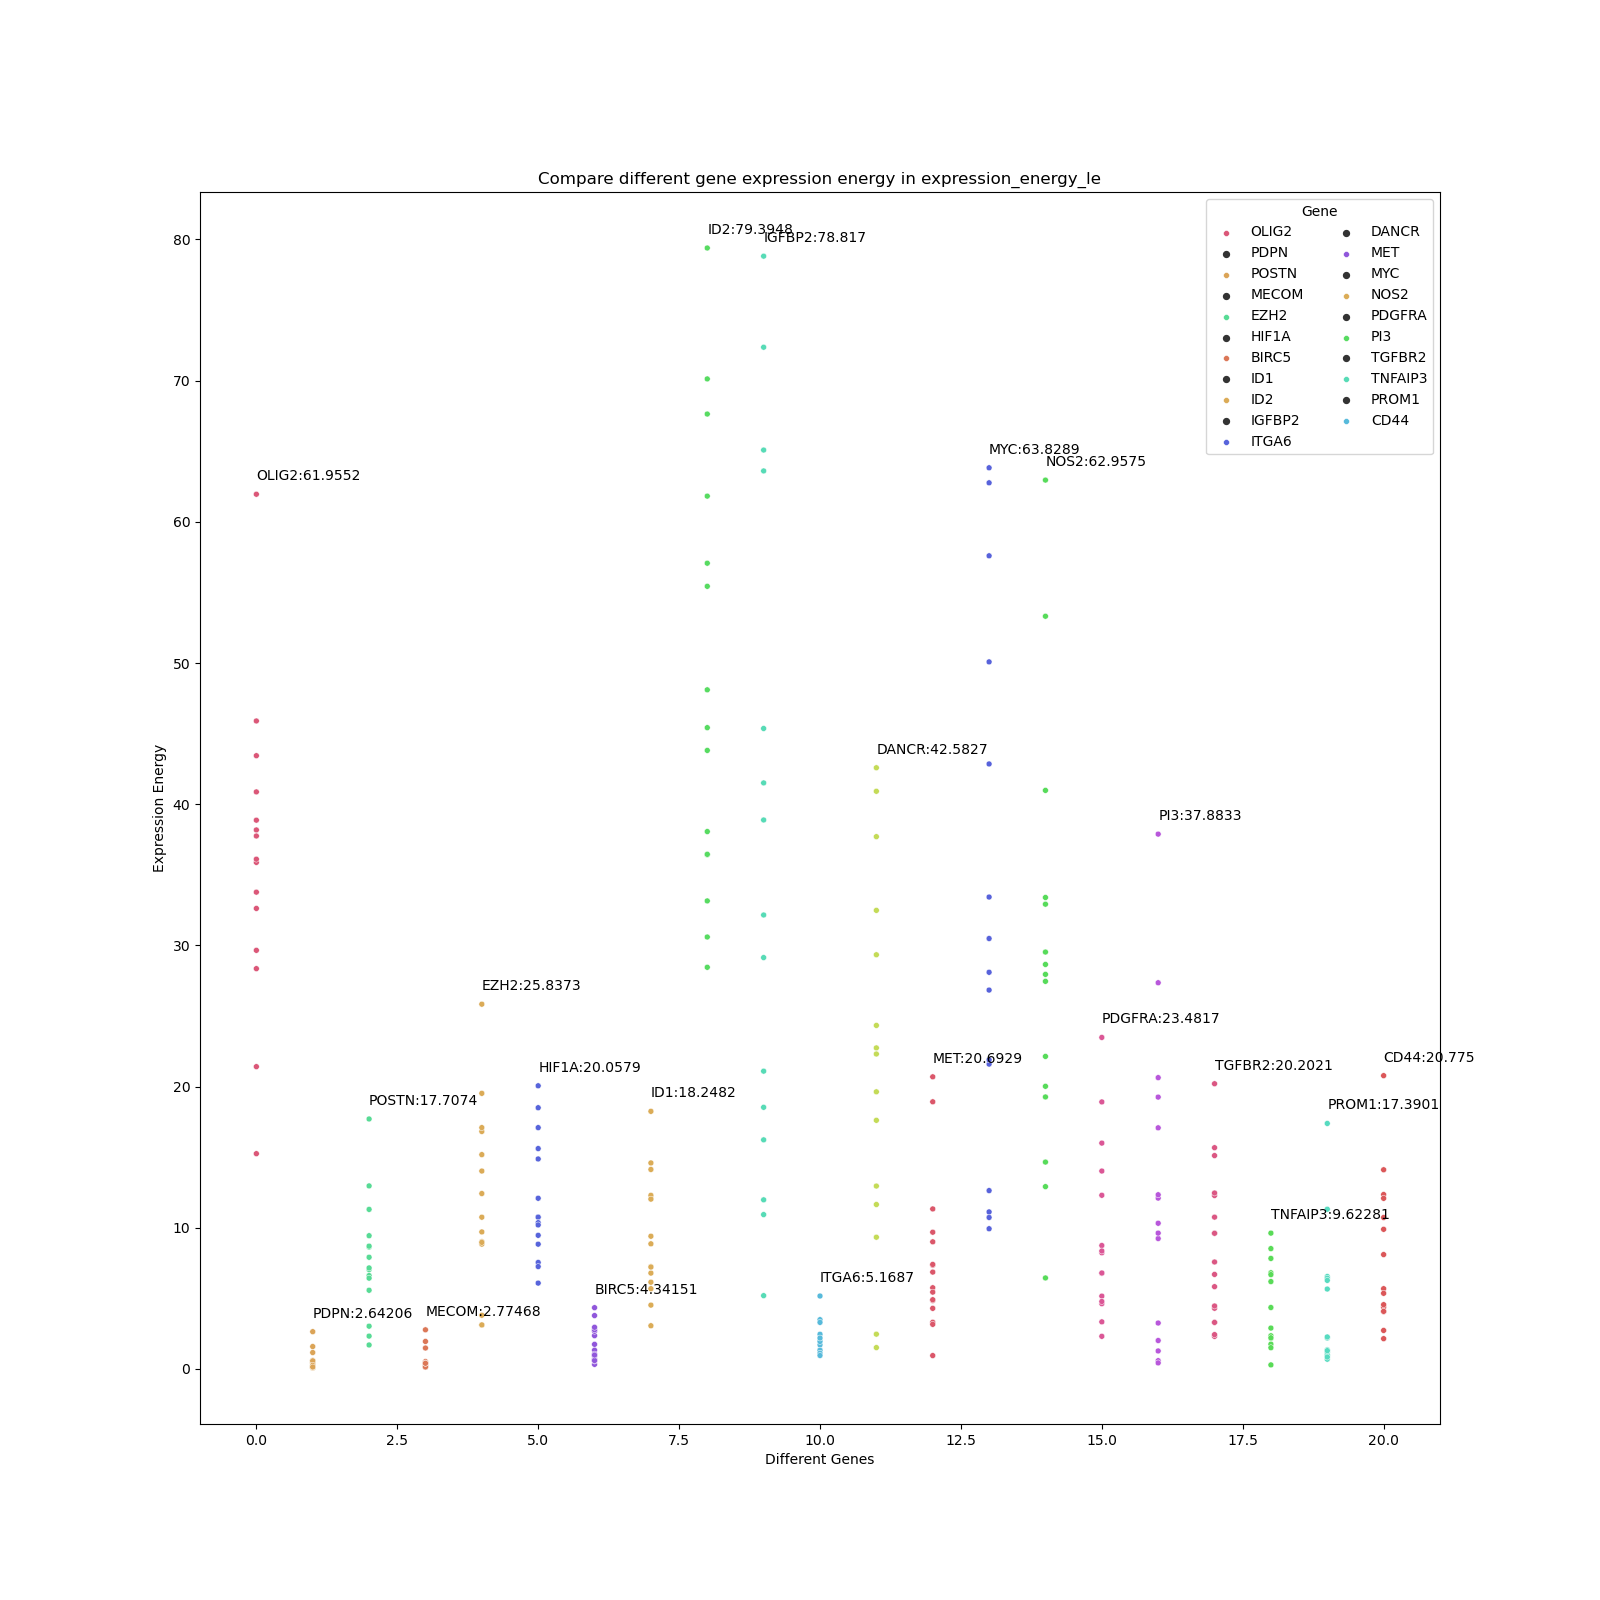 Compare different gene expression energy in expression_energy_le
ID2:79.3948
IGFBP2:78.817
OLIG2:61.9552
MYC:63.8289
NOS2:62.9575
DANCR:42.5827
PI3:37.8833
EZH2:25.8373
PDGFRA:23.4817
HIF1A:20.0579
MET:20.6929
TGFBR2:20.2021
CD44:20.775
POSTN:17.7074
ID1:18.2482
PROM1:17.3901
TNFAIP3:9.62281
ITGA6:5.1687
BIRC5:4.34151
PDPN:2.64206
MECOM:2.77468
Gene
OLIG2
PDPN
POSTN
MECOM
EZH2
HIF1A
BIRC5
ID1
ID2
IGFBP2
ITGA6
DANCR
MET
MYC
NOS2
PDGFRA
PI3
TGFBR2
TNFAIP3
PROM1
CD44
Expression Energy
80
70
60
50
40
30
20
10
0
0.0 2.5 5.0 7.5 10.0 12.5 15.0 17.5 20.0
Different Genes